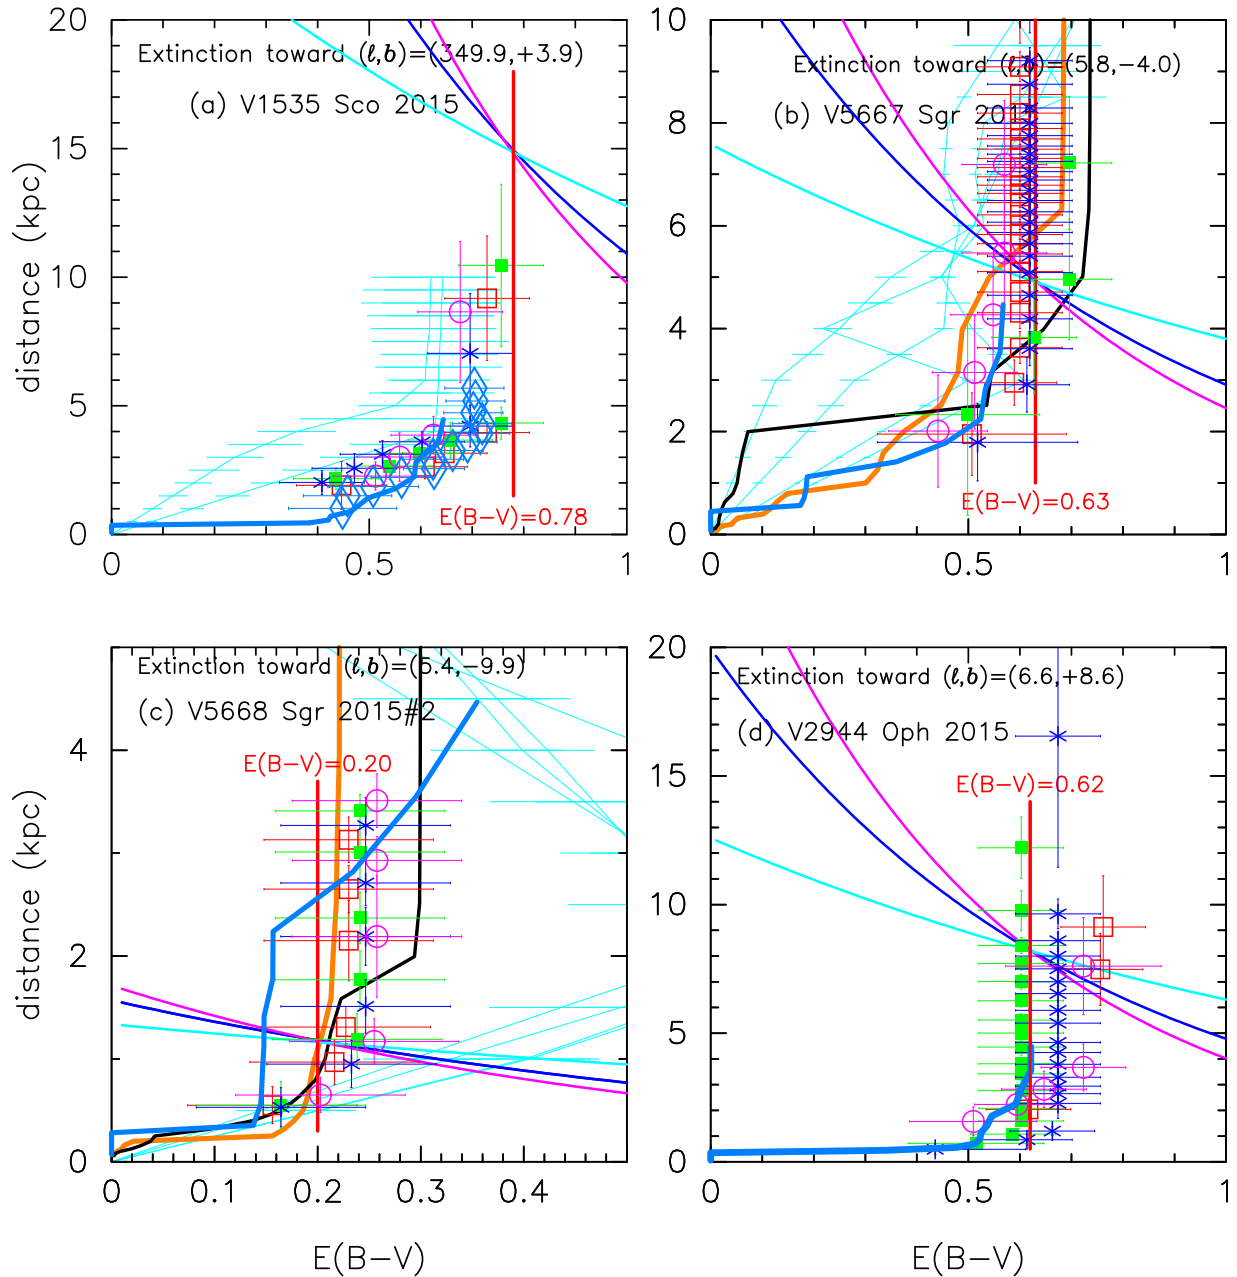 20
15
10
5
0
distance (kpc)
Extinction toward (ℓ,b)=(349.9,+3.9)
(a) V1535 Sco 2015
E(B−V)=0.78
0
0.5
1
10
8
6
4
2
0
Extinction toward (ℓ,b)=(5.8,−4.0)
(b) V5667 Sgr
E(B−V)=0.63
0
0.5
1
4
2
0
distance (kpc)
Extinction toward (ℓ,b)=(5.4,−9.9)
(c) V5668 Sgr 2015#2
E(B−V)=0.20
0
0.1
0.2
0.3
0.4
E(B−V)
20
15
10
5
0
Extinction toward (ℓ,b)=(6.6,+8.6)
(d) V2944 Oph 2015
E(B−V)=0.62
0
0.5
1
E(B−V)